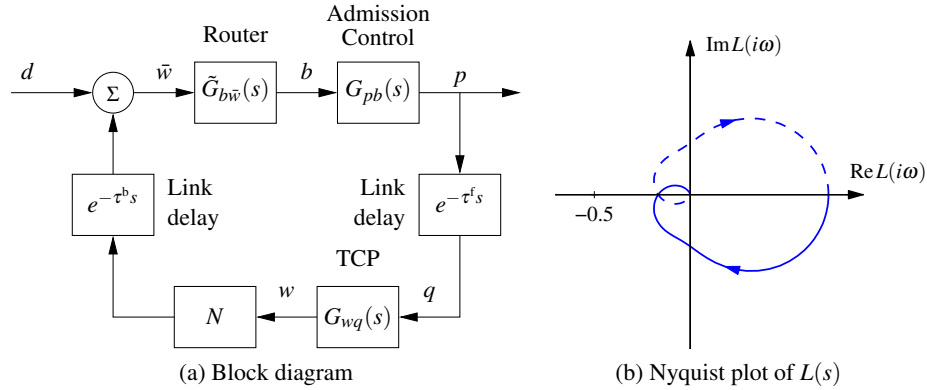 Router
Admission
Control
d
Σ
w̄
G̃_{bw̄}(s)
b
G_{pb}(s)
p
e^{−τ^b s}
Link
delay
Link
delay
e^{−τ^f s}
TCP
N
w
G_{wq}(s)
q
(a) Block diagram
Im L(iω)
Re L(iω)
−0.5
(b) Nyquist plot of L(s)